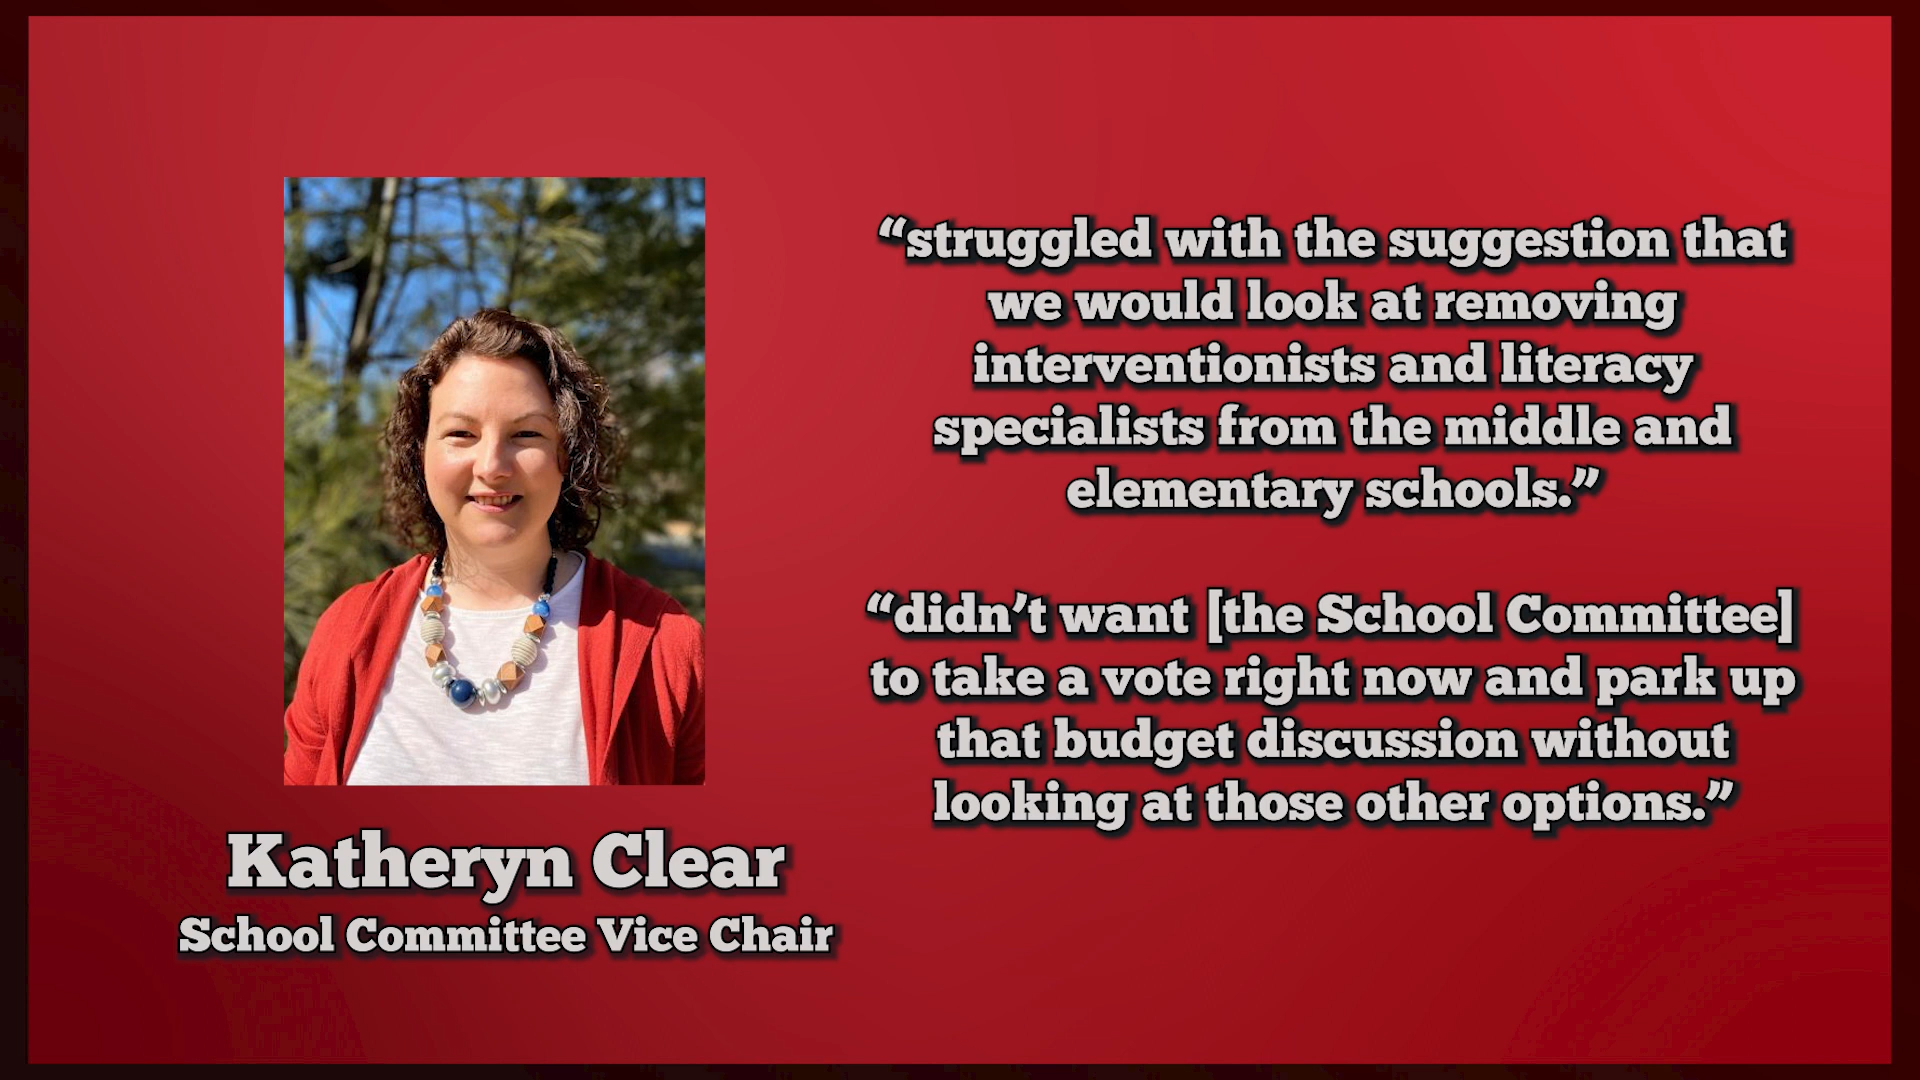 “struggled with the suggestion that
we would look at removing
interventionists and literacy
specialists from the middle and
elementary schools.”
“didn’t want [the School Committee]
to take a vote right now and park up
that budget discussion without
looking at those other options.”
Katheryn Clear
School Committee Vice Chair